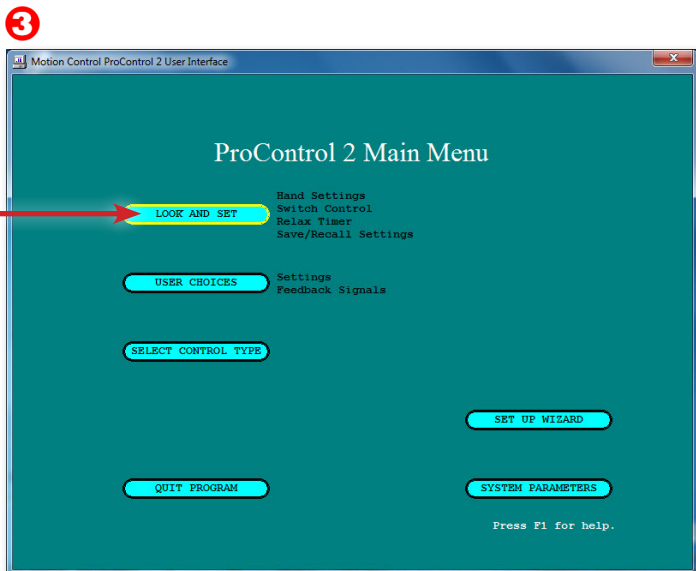 3
Motion Control ProControl 2 User Interface
x
ProControl 2 Main Menu
LOOK AND SET
Hand Settings
Switch Control
Relax Timer
Save/Recall Settings
USER CHOICES
Settings
Feedback Signals
SELECT CONTROL TYPE
SET UP WIZARD
QUIT PROGRAM
SYSTEM PARAMETERS
Press F1 for help.